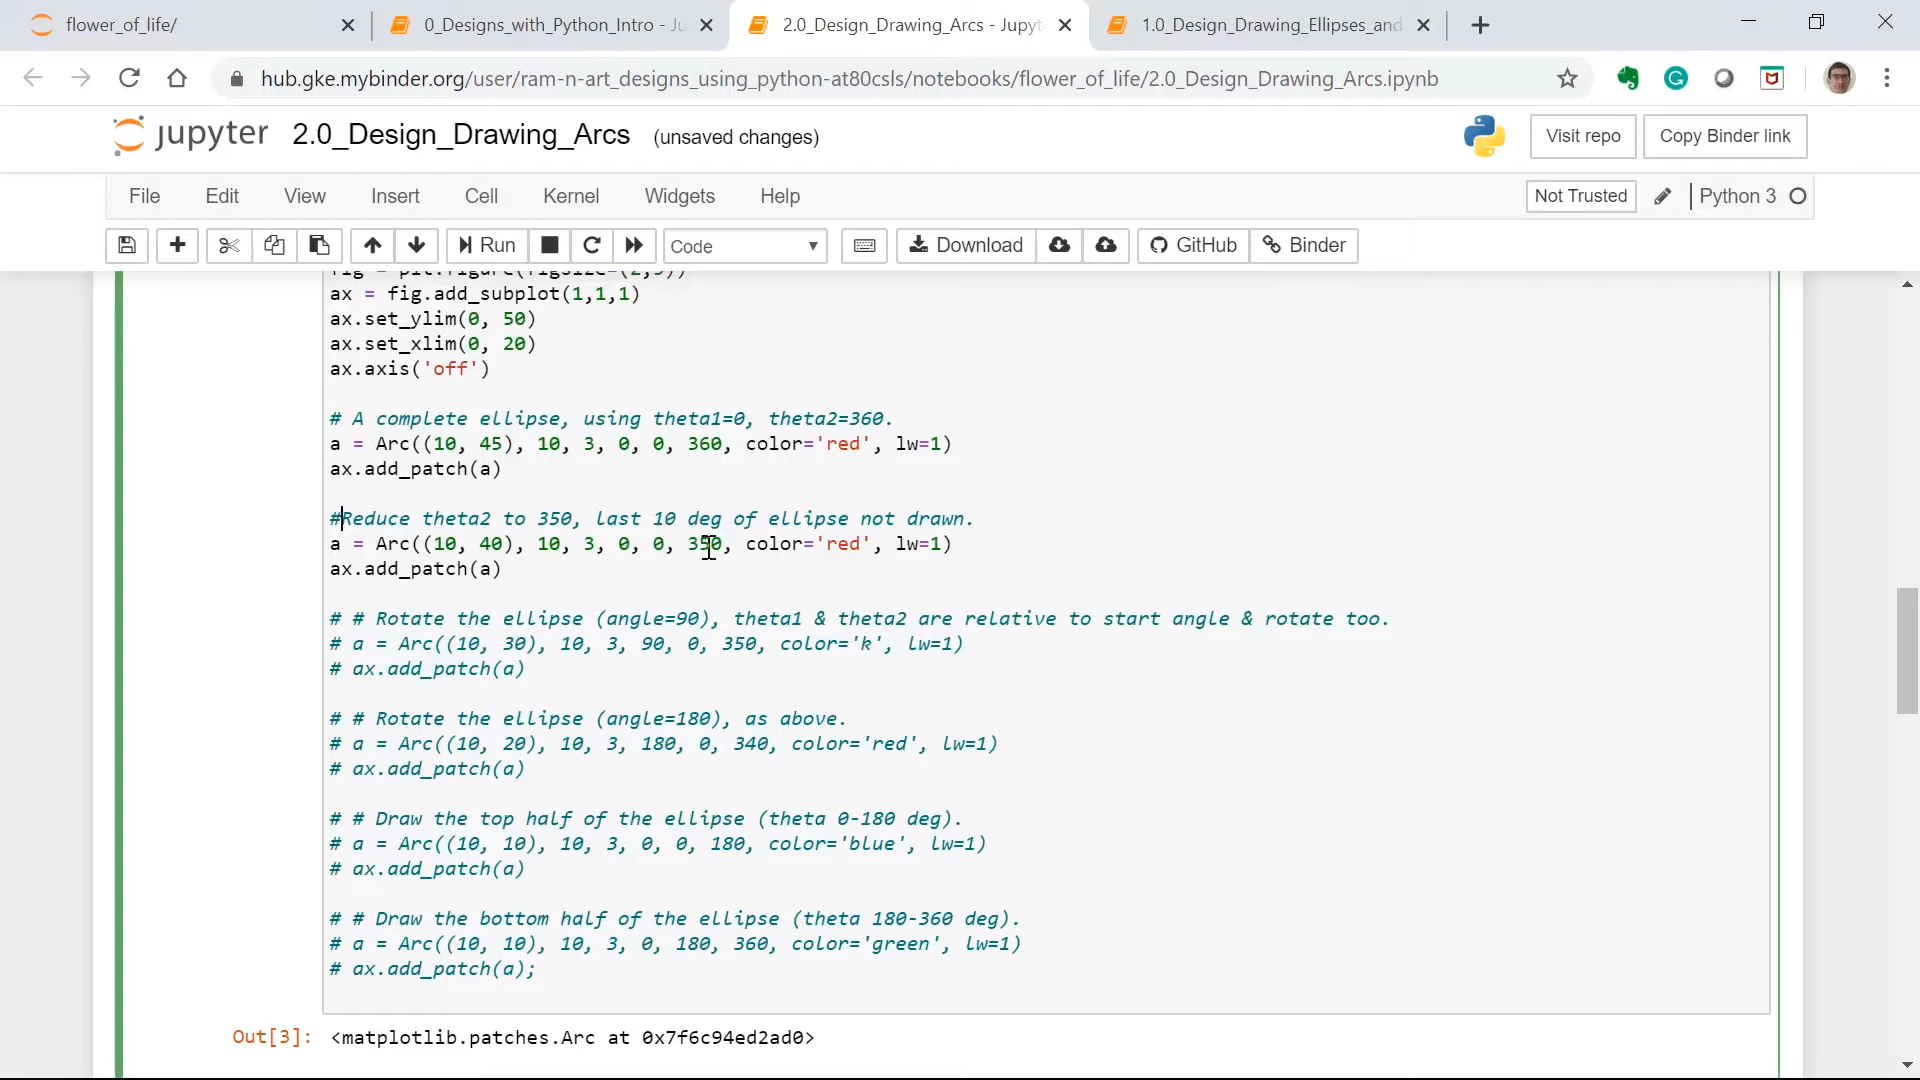 flower_of_life/
0_Designs_with_Python_Intro - Ju
2.0_Design_Drawing_Arcs - Jupyt
1.0_Design_Drawing_Ellipses_and
hub.gke.mybinder.org/user/ram-n-art_designs_using_python-at80csls/notebooks/flower_of_life/2.0_Design_Drawing_Arcs.ipynb
jupyter 2.0_Design_Drawing_Arcs (unsaved changes)
Visit repo
Copy Binder link
File Edit View Insert Cell Kernel Widgets Help
Not Trusted
Python 3
Run
Code
Download
GitHub
Binder
ax = fig.add_subplot(1,1,1)
ax.set_ylim(0, 50)
ax.set_xlim(0, 20)
ax.axis('off')
# A complete ellipse, using theta1=0, theta2=360.
a = Arc((10, 45), 10, 3, 0, 0, 360, color='red', lw=1)
ax.add_patch(a)
#Reduce theta2 to 350, last 10 deg of ellipse not drawn.
a = Arc((10, 40), 10, 3, 0, 0, 350, color='red', lw=1)
ax.add_patch(a)
# # Rotate the ellipse (angle=90), theta1 & theta2 are relative to start angle & rotate too.
# a = Arc((10, 30), 10, 3, 90, 0, 350, color='k', lw=1)
# ax.add_patch(a)
# # Rotate the ellipse (angle=180), as above.
# a = Arc((10, 20), 10, 3, 180, 0, 340, color='red', lw=1)
# ax.add_patch(a)
# # Draw the top half of the ellipse (theta 0-180 deg).
# a = Arc((10, 10), 10, 3, 0, 0, 180, color='blue', lw=1)
# ax.add_patch(a)
# # Draw the bottom half of the ellipse (theta 180-360 deg).
# a = Arc((10, 10), 10, 3, 0, 180, 360, color='green', lw=1)
# ax.add_patch(a);
Out[3]: <matplotlib.patches.Arc at 0x7f6c94ed2ad0>